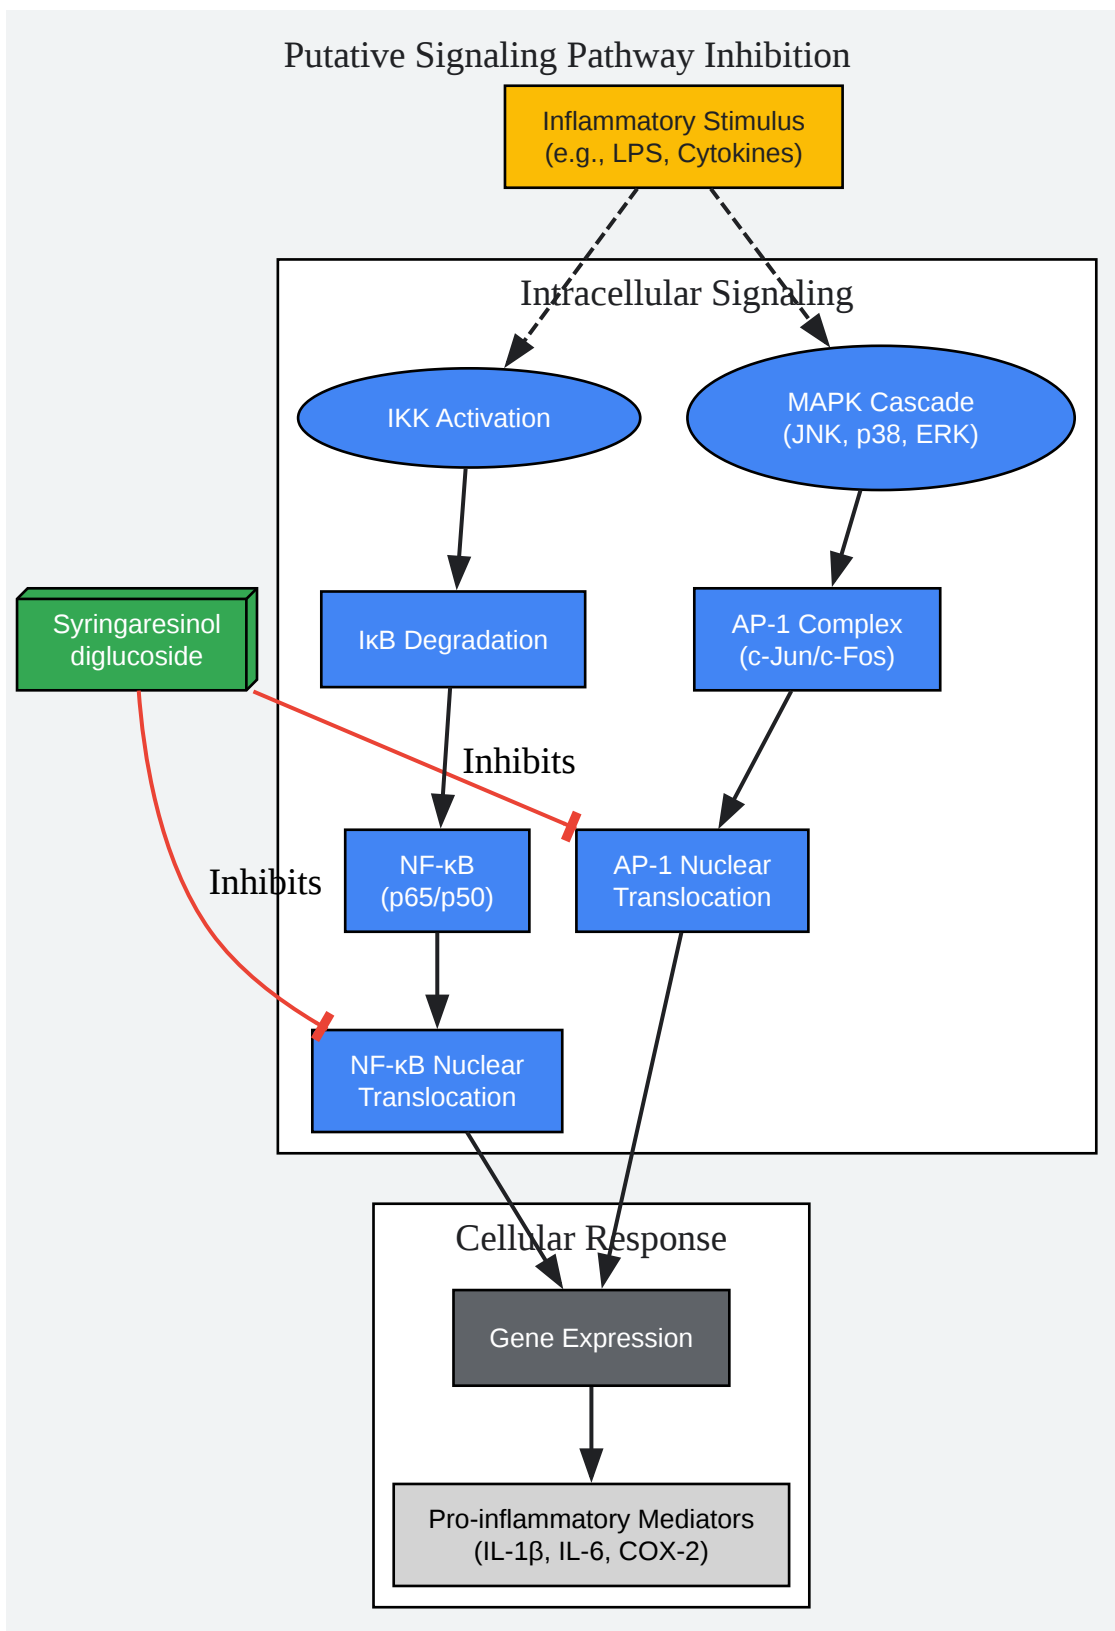 Putative Signaling Pathway Inhibition
Inflammatory Stimulus
(e.g., LPS, Cytokines)
Intracellular Signaling
IKK Activation
MAPK Cascade
(JNK, p38, ERK)
Syringaresinol
diglucoside
IκB Degradation
AP-1 Complex
(c-Jun/c-Fos)
Inhibits
Inhibits
NF-κB
(p65/p50)
AP-1 Nuclear
Translocation
NF-κB Nuclear
Translocation
Cellular Response
Gene Expression
Pro-inflammatory Mediators
(IL-1β, IL-6, COX-2)